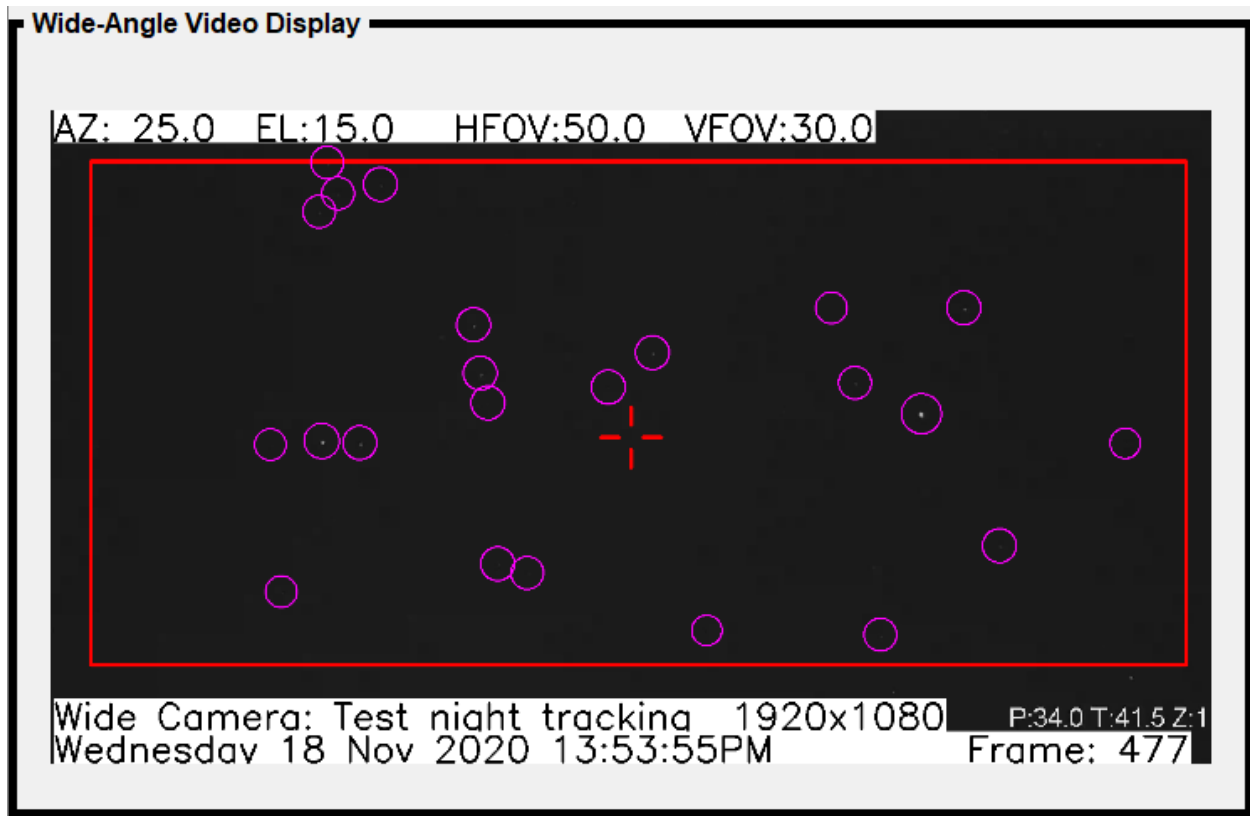 Wide-Angle Video Display
AZ: 25.0 EL:15.0 HFOV:50.0 VFOV:30.0
Wide Camera: Test night tracking 1920x1080
P:34.0 T:41.5 Z:1
Wednesday 18 Nov 2020 13:53:55PM
Frame: 477